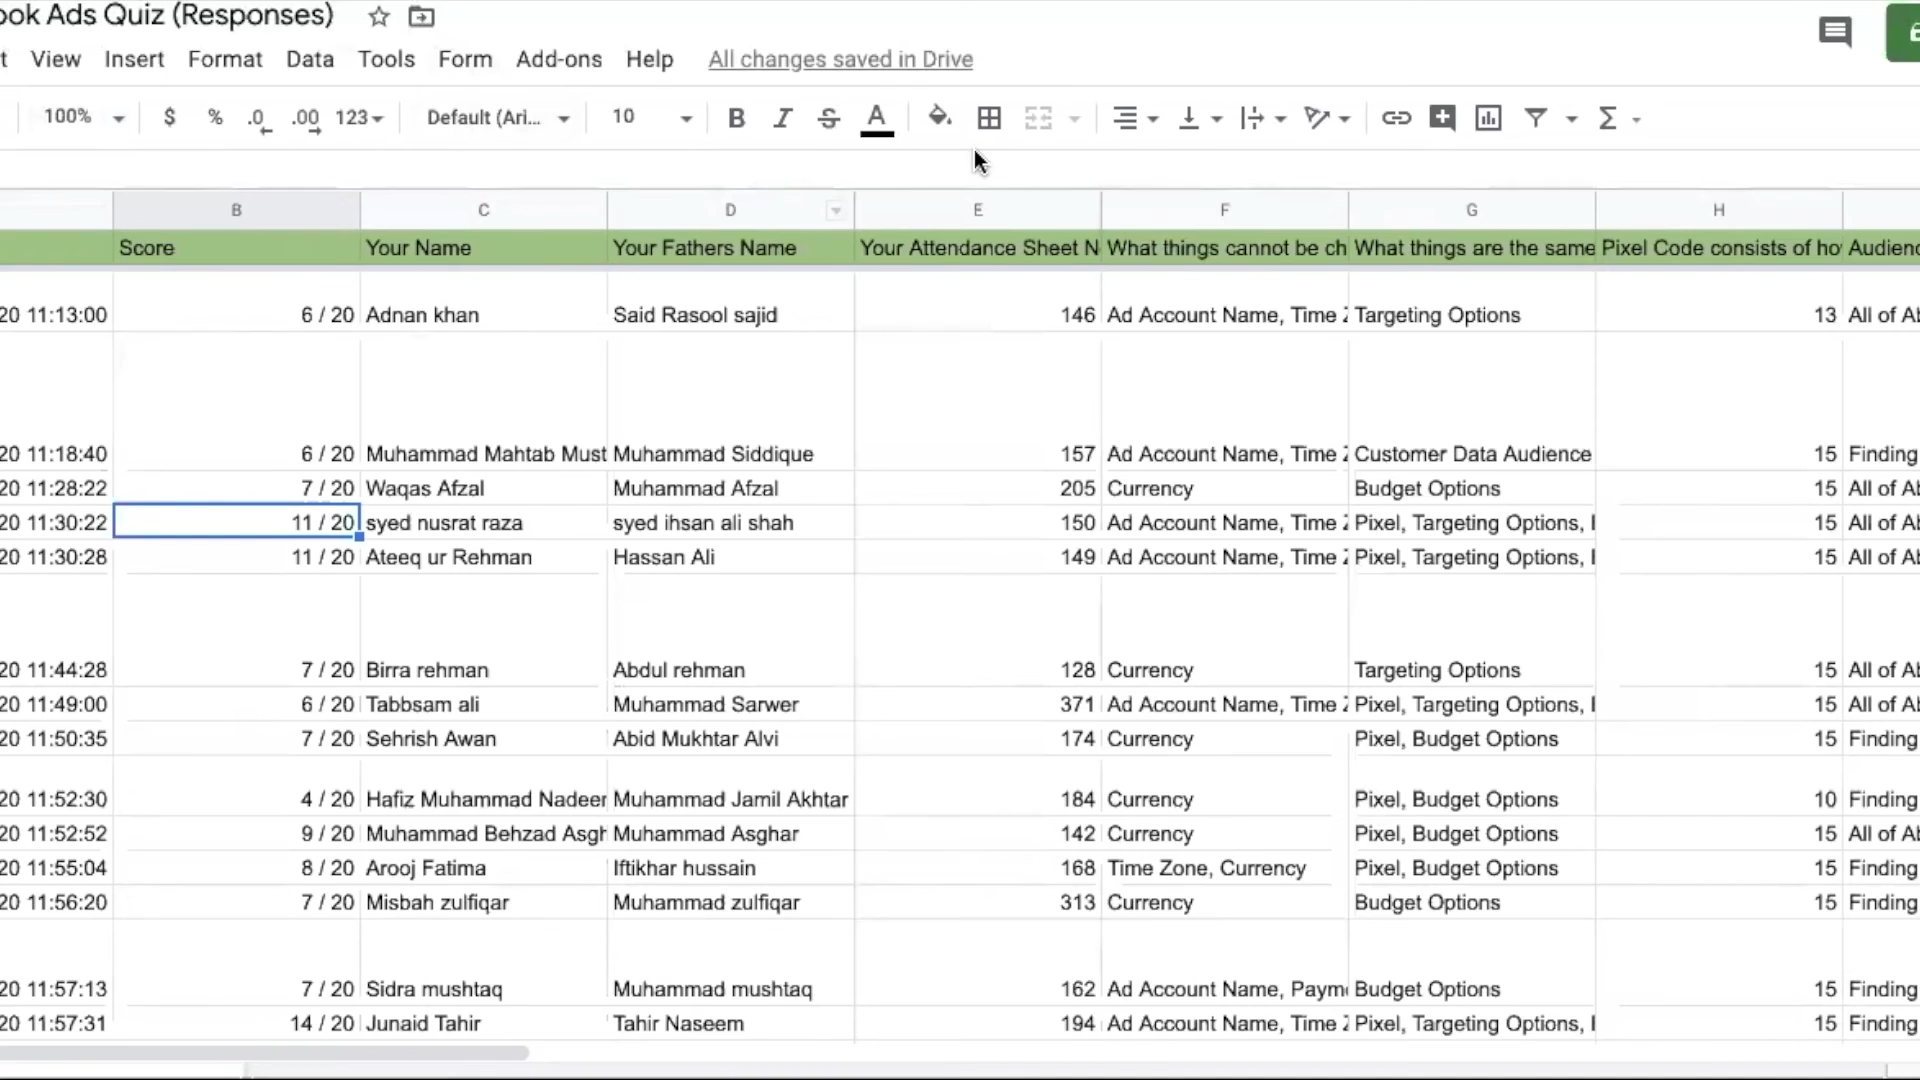 ook Ads Quiz (Responses)
t View Insert Format Data Tools Form Add-ons Help All changes saved in Drive
100% $ % .0 .00 123 Default (Ari... 10 B I S A Σ
B C D E F G H
Score Your Name Your Fathers Name Your Attendance Sheet N What things cannot be ch What things are the same Pixel Code consists of ho Audienc
20 11:13:00 6 / 20 Adnan khan Said Rasool sajid 146 Ad Account Name, Time Z Targeting Options 13 All of Ab
20 11:18:40 6 / 20 Muhammad Mahtab Must Muhammad Siddique 157 Ad Account Name, Time Z Customer Data Audience 15 Finding
20 11:28:22 7 / 20 Waqas Afzal Muhammad Afzal 205 Currency Budget Options 15 All of Ab
20 11:30:22 11 / 20 syed nusrat raza syed ihsan ali shah 150 Ad Account Name, Time Z Pixel, Targeting Options, 15 All of Ab
20 11:30:28 11 / 20 Ateeq ur Rehman Hassan Ali 149 Ad Account Name, Time Z Pixel, Targeting Options, 15 All of Ab
20 11:44:28 7 / 20 Birra rehman Abdul rehman 128 Currency Targeting Options 15 All of Ab
20 11:49:00 6 / 20 Tabbsam ali Muhammad Sarwer 371 Ad Account Name, Time Z Pixel, Targeting Options, 15 All of Ab
20 11:50:35 7 / 20 Sehrish Awan Abid Mukhtar Alvi 174 Currency Pixel, Budget Options 15 Finding
20 11:52:30 4 / 20 Hafiz Muhammad Nadeer Muhammad Jamil Akhtar 184 Currency Pixel, Budget Options 10 Finding
20 11:52:52 9 / 20 Muhammad Behzad Asgh Muhammad Asghar 142 Currency Pixel, Budget Options 15 All of Ab
20 11:55:04 8 / 20 Arooj Fatima Iftikhar hussain 168 Time Zone, Currency Pixel, Budget Options 15 Finding
20 11:56:20 7 / 20 Misbah zulfiqar Muhammad zulfiqar 313 Currency Budget Options 15 Finding
20 11:57:13 7 / 20 Sidra mushtaq Muhammad mushtaq 162 Ad Account Name, Payme Budget Options 15 Finding
20 11:57:31 14 / 20 Junaid Tahir Tahir Naseem 194 Ad Account Name, Time Z Pixel, Targeting Options, 15 Finding